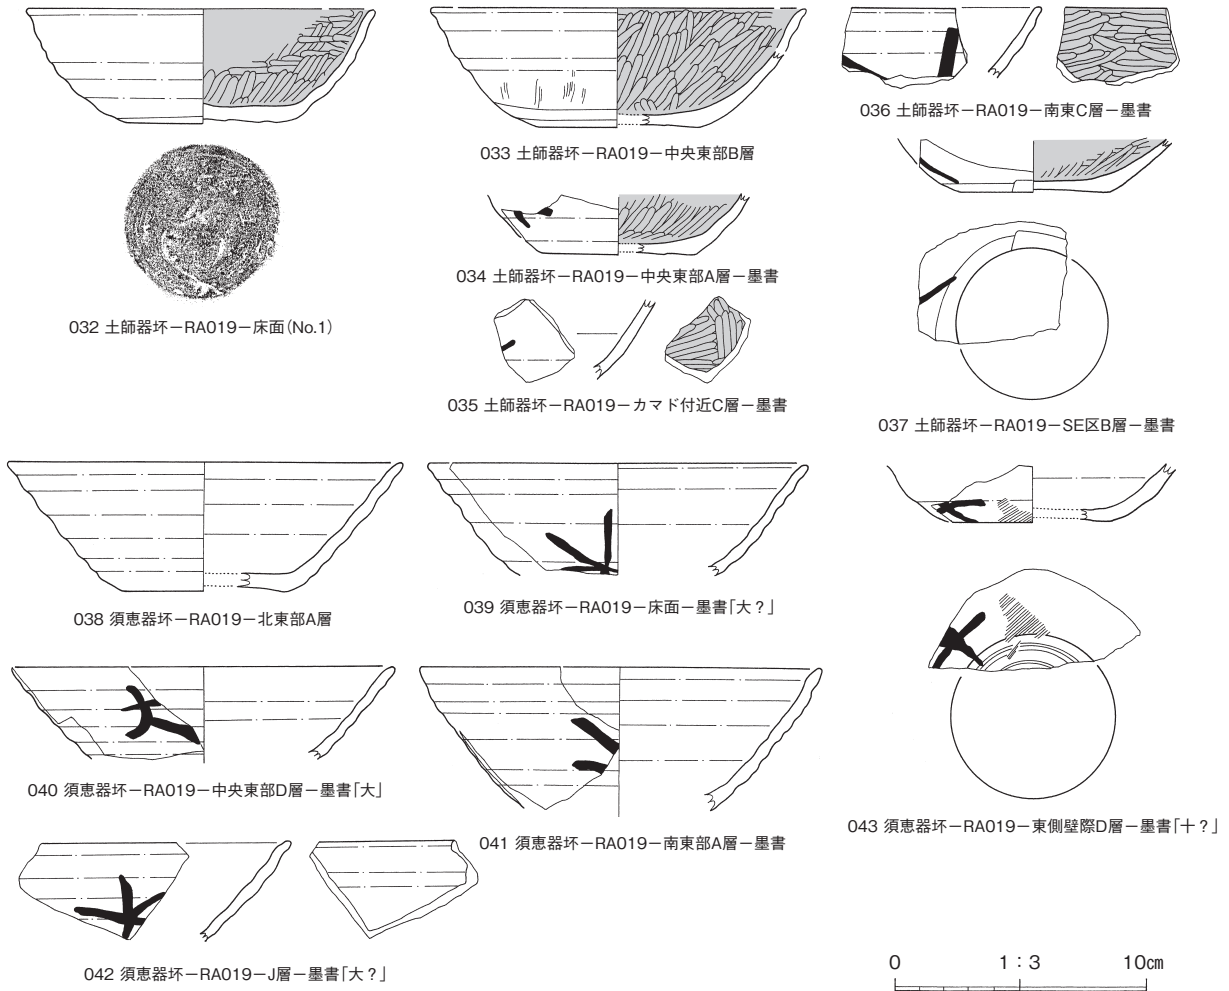 032 土師器坏−RA019−床面(No.1)
033 土師器坏−RA019−中央東部B層
034 土師器坏−RA019−中央東部A層−墨書
035 土師器坏−RA019−カマド付近C層−墨書
036 土師器坏−RA019−南東C層−墨書
037 土師器坏−RA019−SE区B層−墨書
038 須恵器坏−RA019−北東部A層
039 須恵器坏−RA019−床面−墨書「大?」
040 須恵器坏−RA019−中央東部D層−墨書「大」
041 須恵器坏−RA019−南東部A層−墨書
042 須恵器坏−RA019−J層−墨書「大?」
043 須恵器坏−RA019−東側壁際D層−墨書「十?」
0 1:3 10㎝